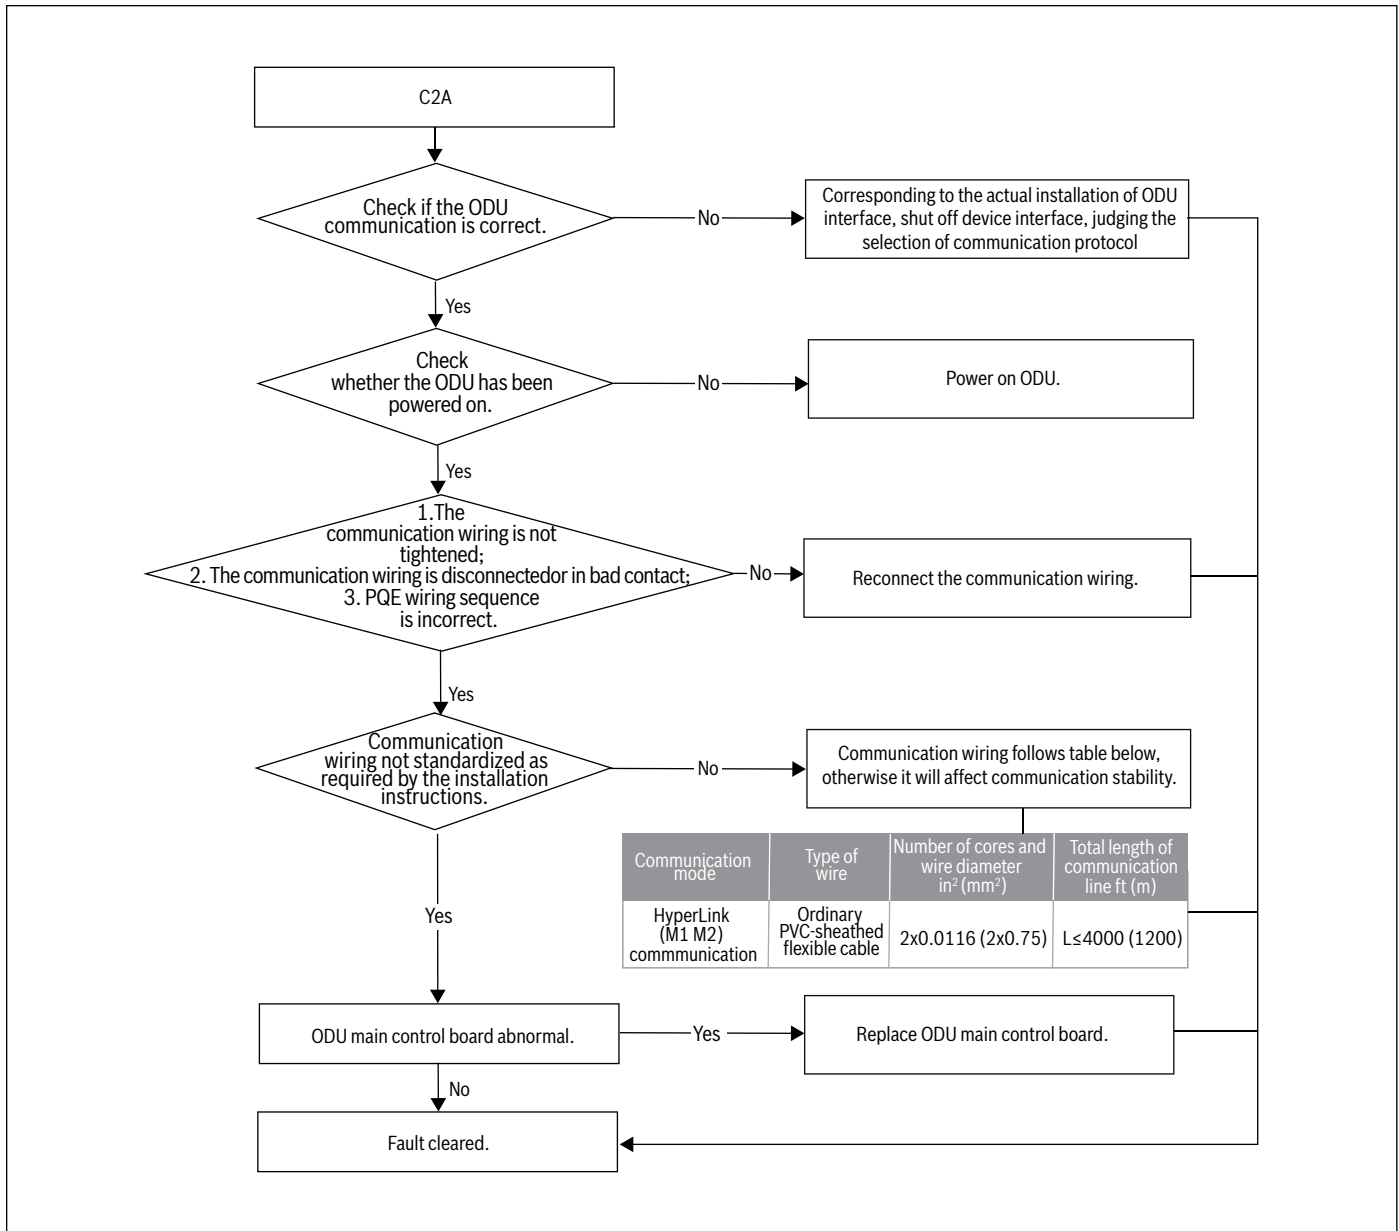 C2A
Check if the ODU
communication is correct.
No
Corresponding to the actual installation of ODU
interface, shut off device interface, judging the
selection of communication protocol
Yes
Check
whether the ODU has been
powered on.
No
Power on ODU.
Yes
1.The
communication wiring is not
tightened;
2. The communication wiring is disconnectedor in bad contact;
3. PQE wiring sequence
is incorrect.
No
Reconnect the communication wiring.
Yes
Communication
wiring not standardized as
required by the installation
instructions.
No
Communication wiring follows table below,
otherwise it will affect communication stability.
Communication
mode
Type of
wire
Number of cores and
wire diameter
in² (mm²)
Total length of
communication
line ft (m)
HyperLink
(M1 M2)
commmunication
Ordinary
PVC-sheathed
flexible cable
2x0.0116 (2x0.75)
L≤4000 (1200)
Yes
ODU main control board abnormal.
Yes
Replace ODU main control board.
No
Fault cleared.